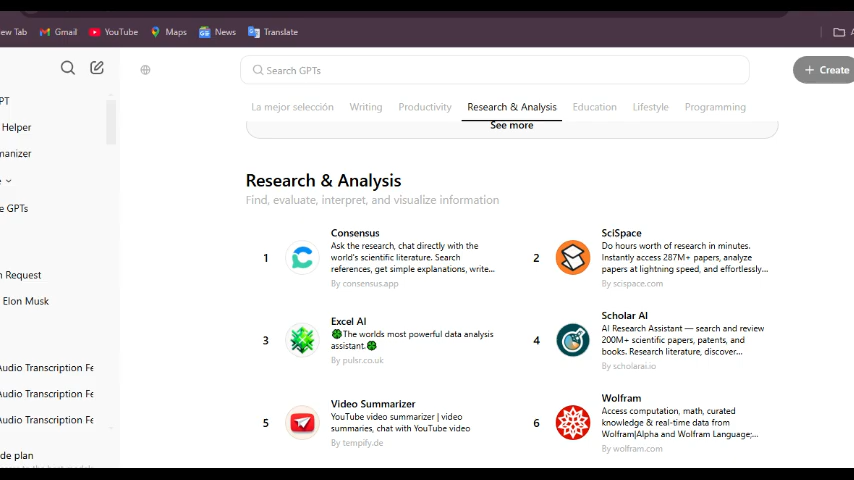 ew Tab
Gmail
YouTube
Maps
News
Translate
Search GPTs
Create
La mejor selección
Writing
Productivity
Research & Analysis
Education
Lifestyle
Programming
See more
PT
Helper
manizer
e GPTs
n Request
Elon Musk
Audio Transcription Fe
Audio Transcription Fe
Audio Transcription Fe
de plan
Research & Analysis
Find, evaluate, interpret, and visualize information
1
Consensus
Ask the research, chat directly with the
world's scientific literature. Search
references, get simple explanations, write...
By consensus.app
2
SciSpace
Do hours worth of research in minutes.
Instantly access 287M+ papers, analyze
papers at lightning speed, and effortlessly...
By scispace.com
3
Excel AI
The worlds most powerful data analysis
assistant.
By pulsr.co.uk
4
Scholar AI
AI Research Assistant — search and review
200M+ scientific papers, patents, and
books. Research literature, discover...
By scholarai.io
5
Video Summarizer
YouTube video summarizer | video
summaries, chat with YouTube video
By tempify.de
6
Wolfram
Access computation, math, curated
knowledge & real-time data from
Wolfram|Alpha and Wolfram Language;...
By wolfram.com